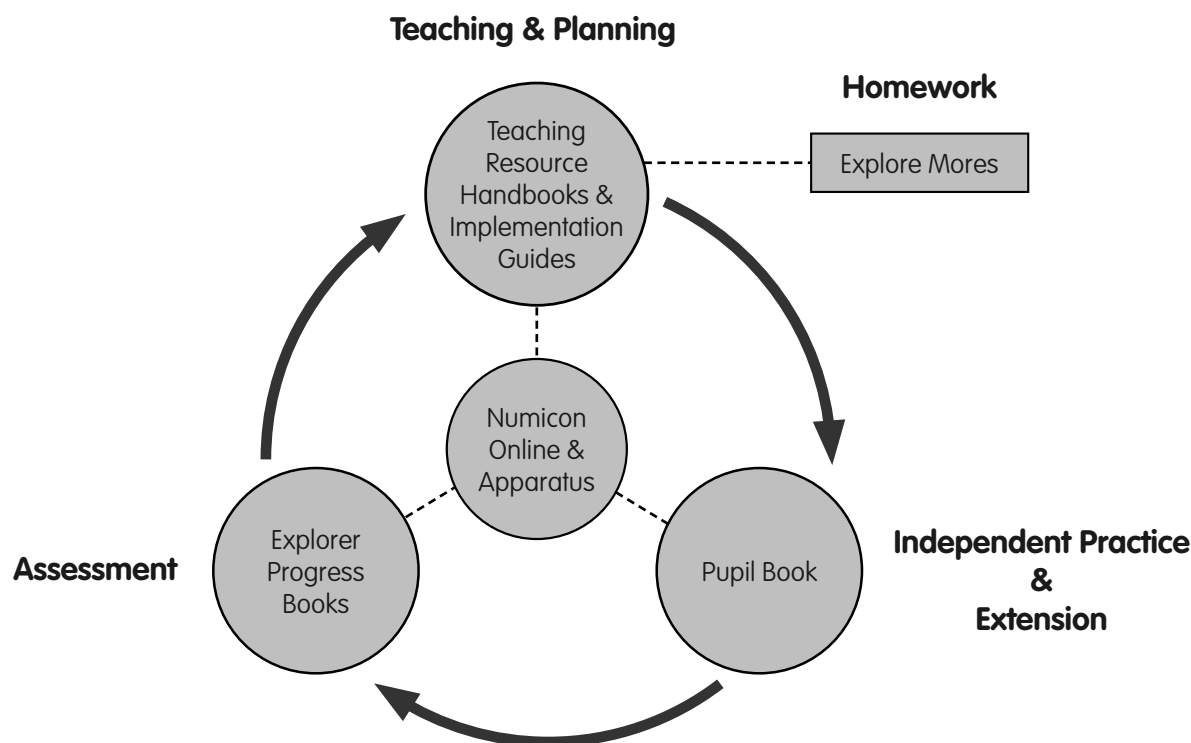 Teaching & Planning
Homework
Teaching
Resource
Handbooks &
Implementation
Guides
Explore Mores
Numicon
Online &
Apparatus
Assessment
Explorer
Progress
Books
Pupil Book
Independent Practice
&
Extension